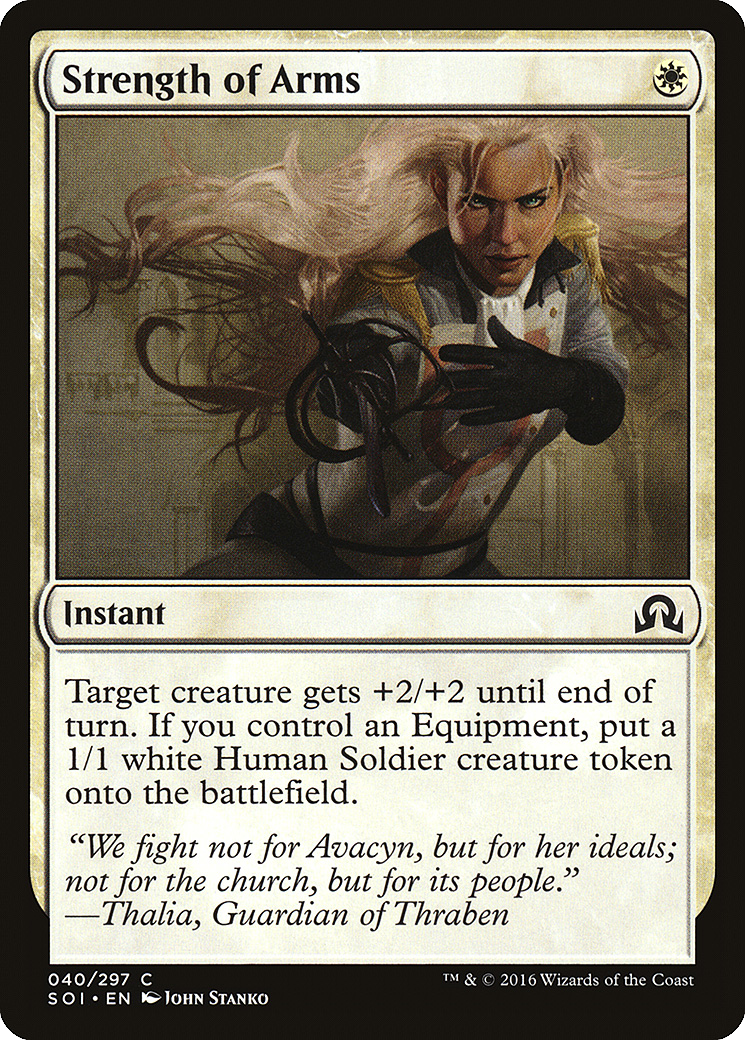 Strength of Arms
Instant
Target creature gets +2/+2 until end of
turn. If you control an Equipment, put a
1/1 white Human Soldier creature token
onto the battlefield.
“We fight not for Avacyn, but for her ideals;
not for the church, but for its people.”
—Thalia, Guardian of Thraben
040/297 C
™ & © 2016 Wizards of the Coast
SOI • EN John Stanko